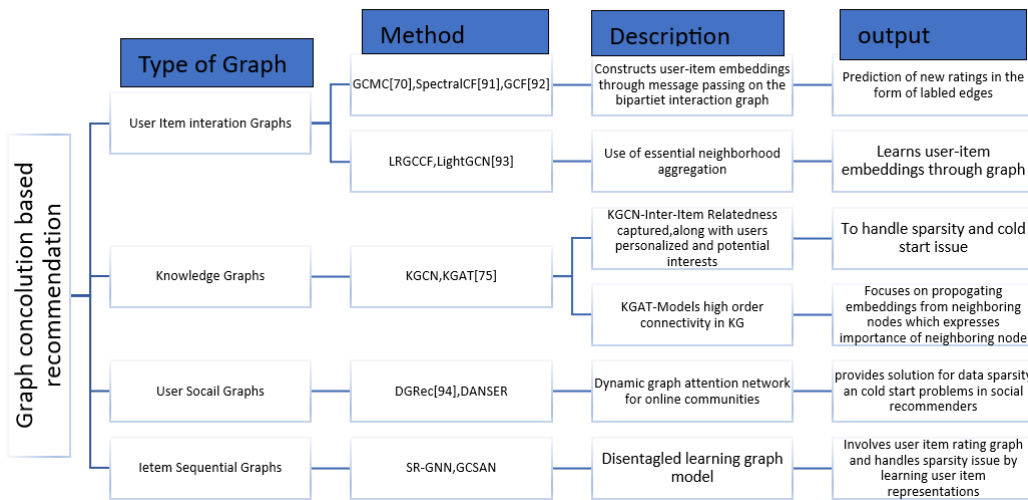 Type of Graph
Method
Description
output
Graph concolution based
recommendation
User Item interation Graphs
GCMC[70],SpectralCF[91],GCF[92]
Constructs user-item embeddings
through message passing on the
bipartiet interaction graph
Prediction of new ratings in the
form of labled edges
LRGCCF,LightGCN[93]
Use of essential neighborhood
aggregation
Learns user-item
embeddings through graph
Knowledge Graphs
KGCN,KGAT[75]
KGCN-Inter-Item Relatedness
captured,along with users
personalized and potential
interests
To handle sparsity and cold
start issue
KGAT-Models high order
connectivity in KG
Focuses on propogating
embeddings from neighboring
nodes which expresses
importance of neighboring node
User Socail Graphs
DGRec[94],DANSER
Dynamic graph attention network
for online communities
provides solution for data sparsity
an cold start problems in social
recommenders
Ietem Sequential Graphs
SR-GNN,GCSAN
Disentagled learning graph
model
Involves user item rating graph
and handles sparsity issue by
learning user item
representations